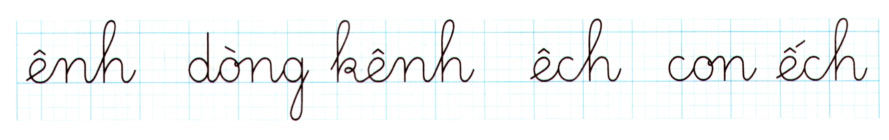 ênh dòng kênh êch con ếch